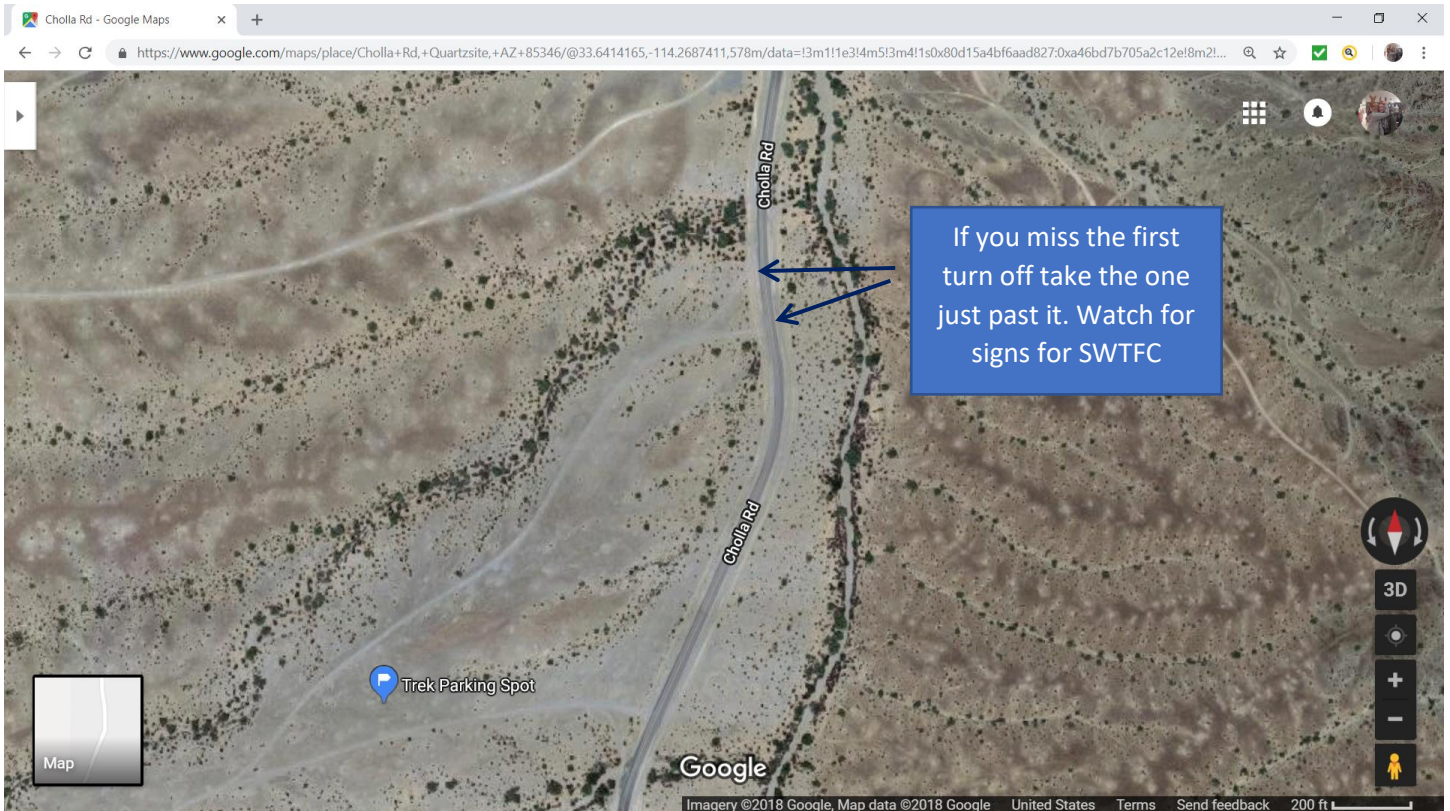 Cholla Rd - Google Maps
https://www.google.com/maps/place/Cholla+Rd,+Quartzsite,+AZ+85346/@33.6414165,-114.2687411,578m/data=!3m1!1e3!4m5!3m4!1s0x80d15a4bf6aad827:0xa46bd7b705a2c12e!8m2!...
Cholla Rd
If you miss the first
turn off take the one
just past it. Watch for
signs for SWTFC
Cholla Rd
3D
Trek Parking Spot
Map
Google
Imagery ©2018 Google, Map data ©2018 Google United States Terms Send feedback 200 ft